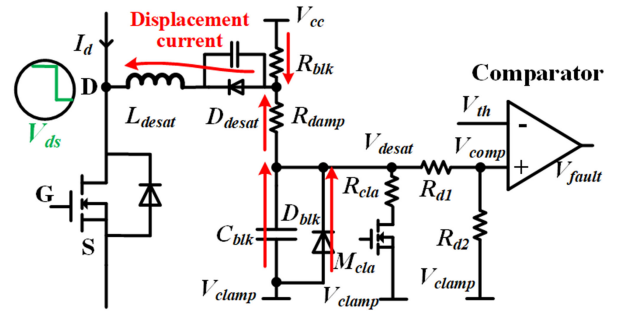 Displacement
current
V_cc
I_d
R_blk
Comparator
D
L_desat
D_desat
R_damp
V_ds
V_th
-
V_desat
V_comp
+
V_fault
G
S
R_cla
R_d1
D_blk
C_blk
M_cla
R_d2
V_clamp
V_clamp
V_clamp